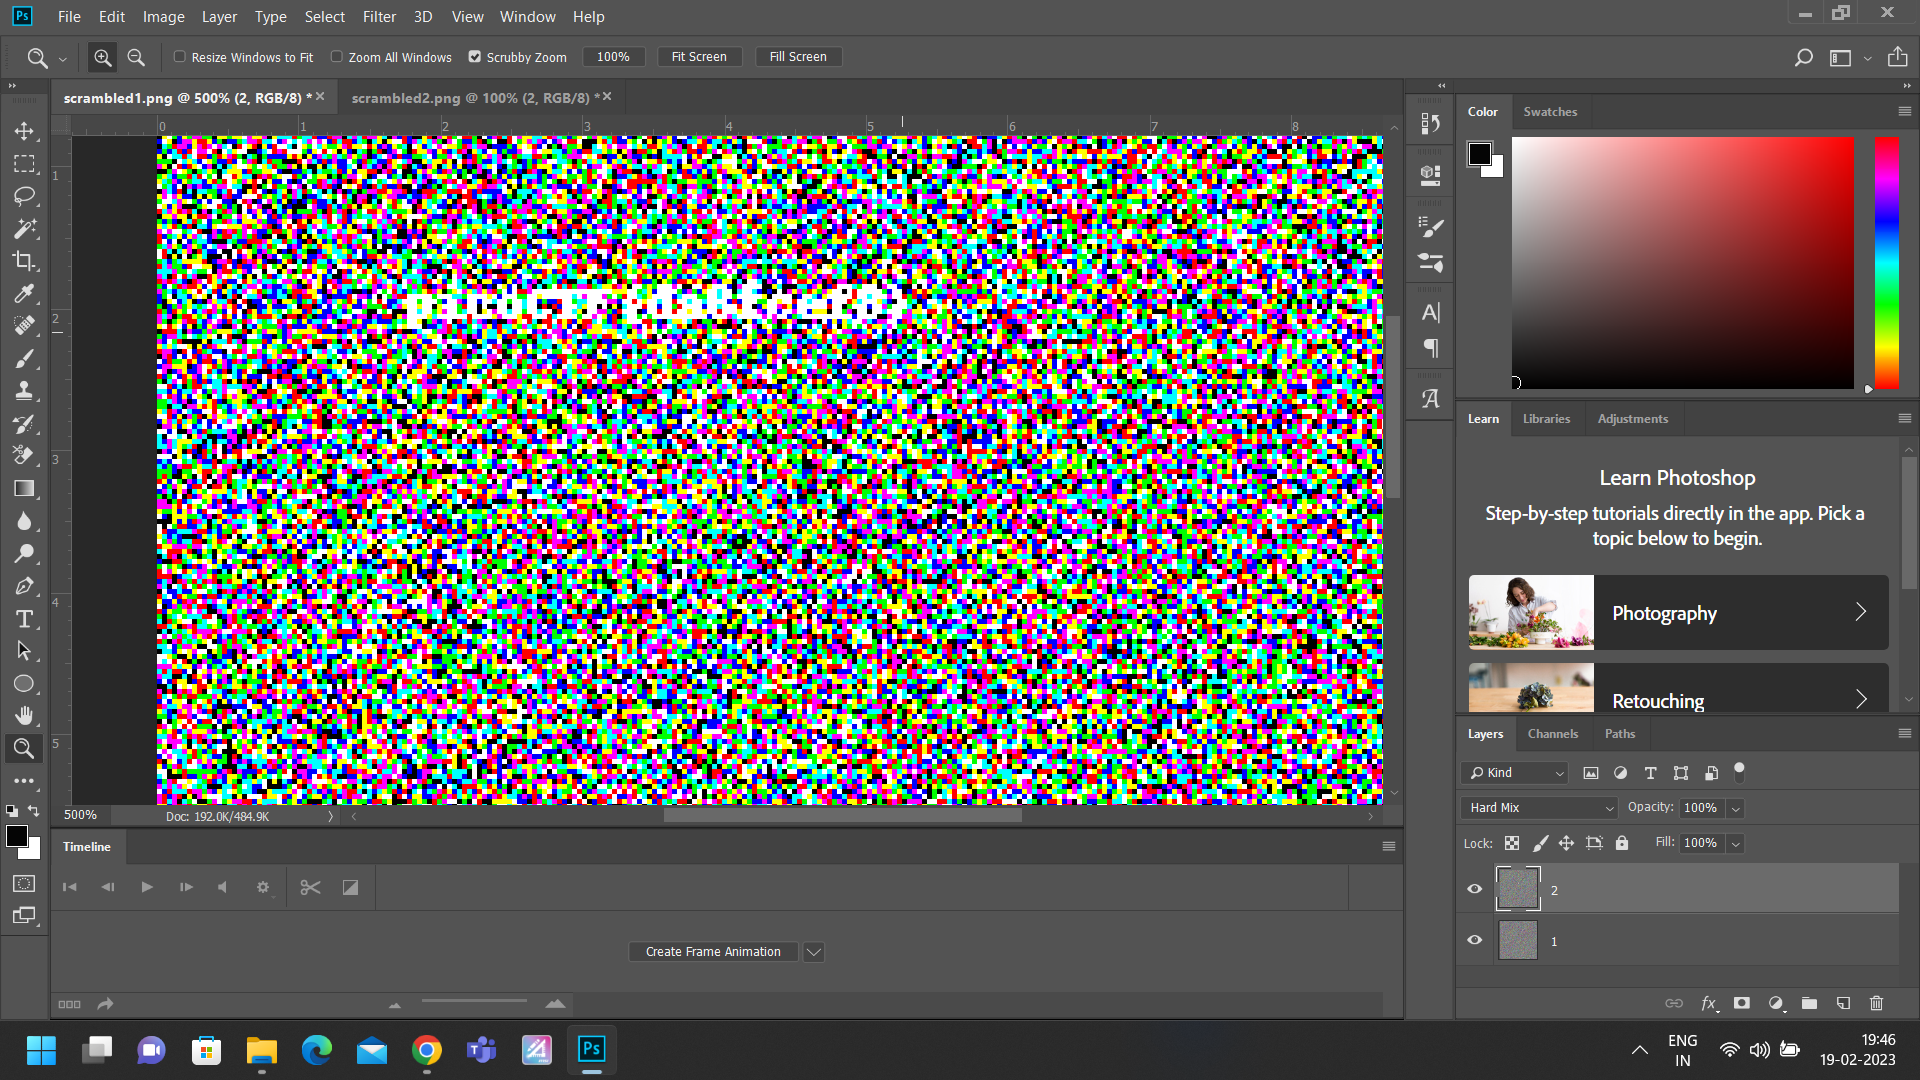 Ps File Edit Image Layer Type Select Filter 3D View Window Help
Resize Windows to Fit Zoom All Windows Scrubby Zoom 100% Fit Screen Fill Screen
scrambled1.png @ 500% (2, RGB/8) * × scrambled2.png @ 100% (2, RGB/8) * ×
0 1 2 3 4 5 6 7 8
1
2
3
4
5
500% Doc: 192.0K/484.9K
Timeline
Create Frame Animation
Color Swatches
Learn Libraries Adjustments
Learn Photoshop
Step-by-step tutorials directly in the app. Pick a
topic below to begin.
Photography
Retouching
Layers Channels Paths
Kind
Hard Mix Opacity: 100%
Lock: Fill: 100%
2
1
fx
Ps
ENG
IN
19:46
19-02-2023